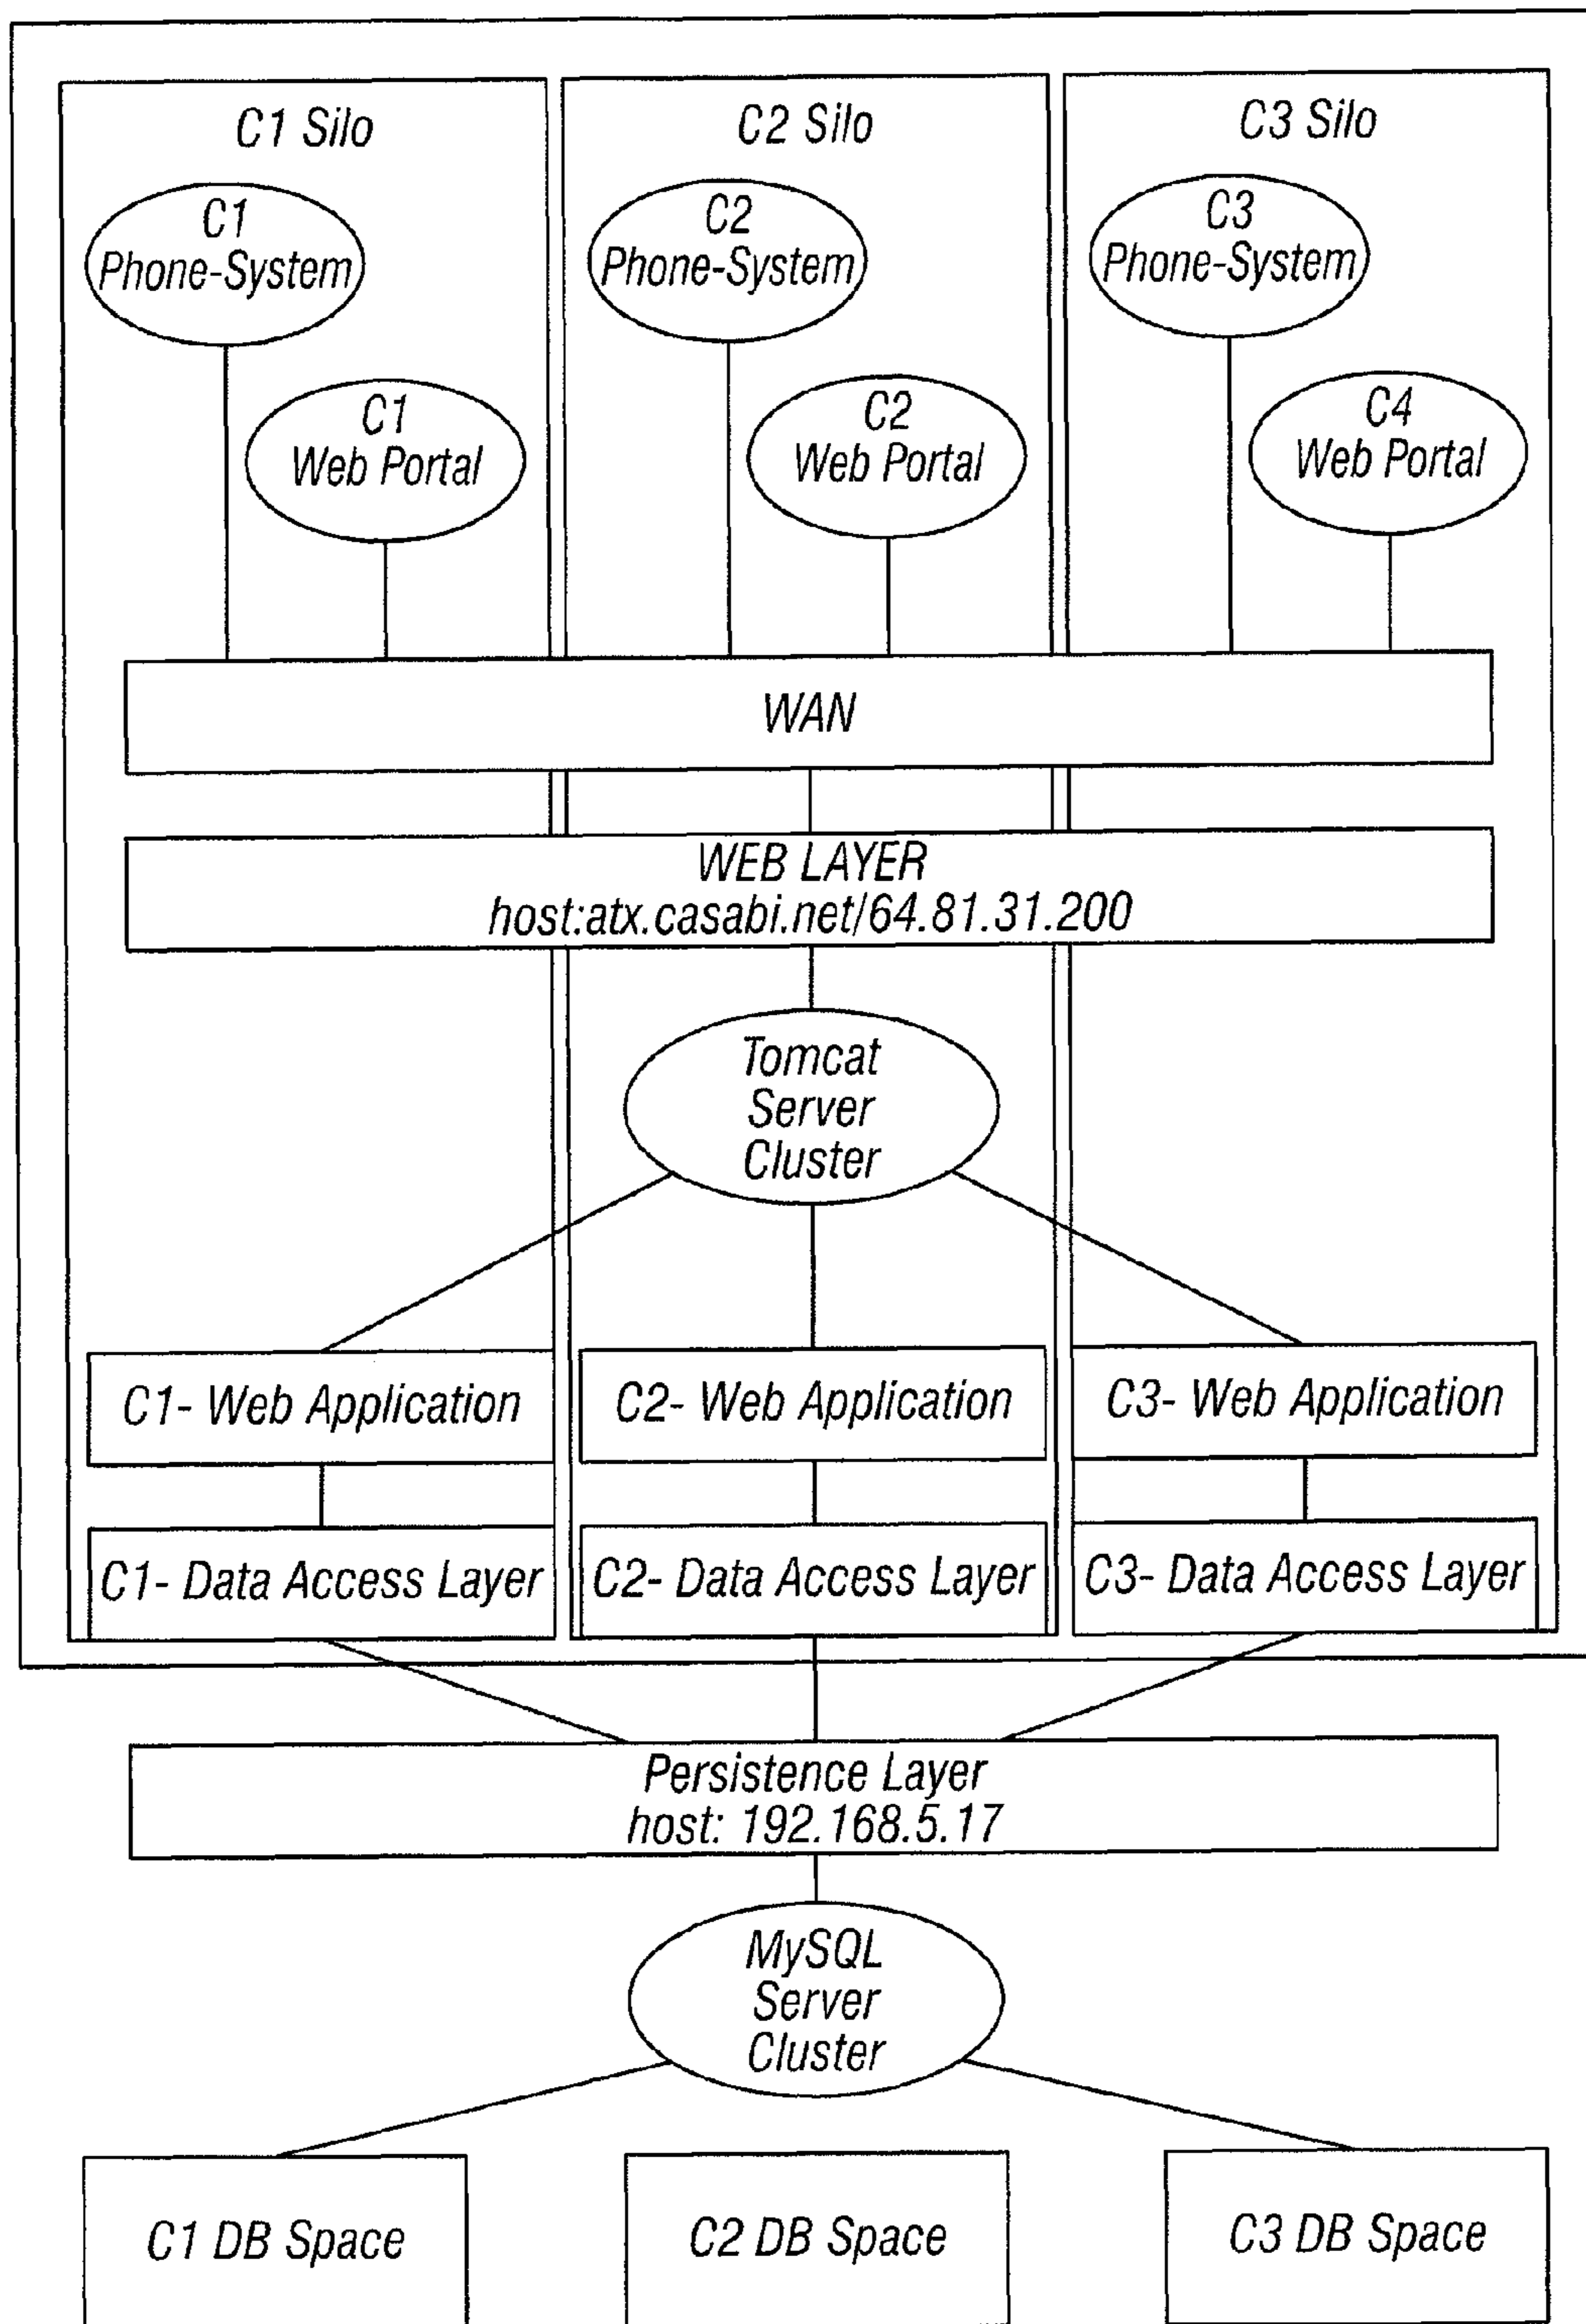 C1 Silo
C2 Silo
C3 Silo
C1
Phone-System
C2
Phone-System
C3
Phone-System
C1
Web Portal
C2
Web Portal
C4
Web Portal
WAN
WEB LAYER
host:atx.casabi.net/64.81.31.200
Tomcat
Server
Cluster
C1- Web Application
C2- Web Application
C3- Web Application
C1- Data Access Layer
C2- Data Access Layer
C3- Data Access Layer
Persistence Layer
host: 192.168.5.17
MySQL
Server
Cluster
C1 DB Space
C2 DB Space
C3 DB Space